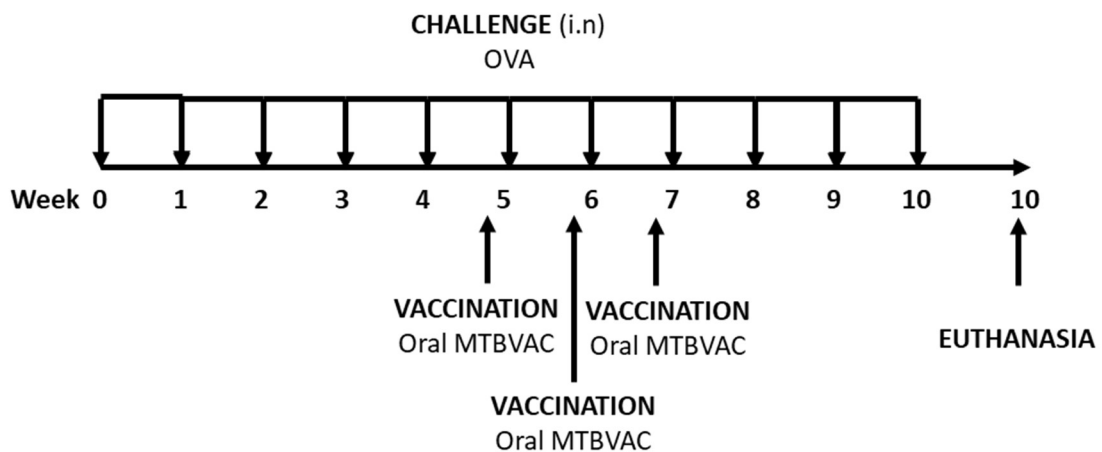 CHALLENGE (i.n)
OVA
Week 0 1 2 3 4 5 6 7 8 9 10 10
VACCINATION VACCINATION
Oral MTBVAC Oral MTBVAC
EUTHANASIA
VACCINATION
Oral MTBVAC